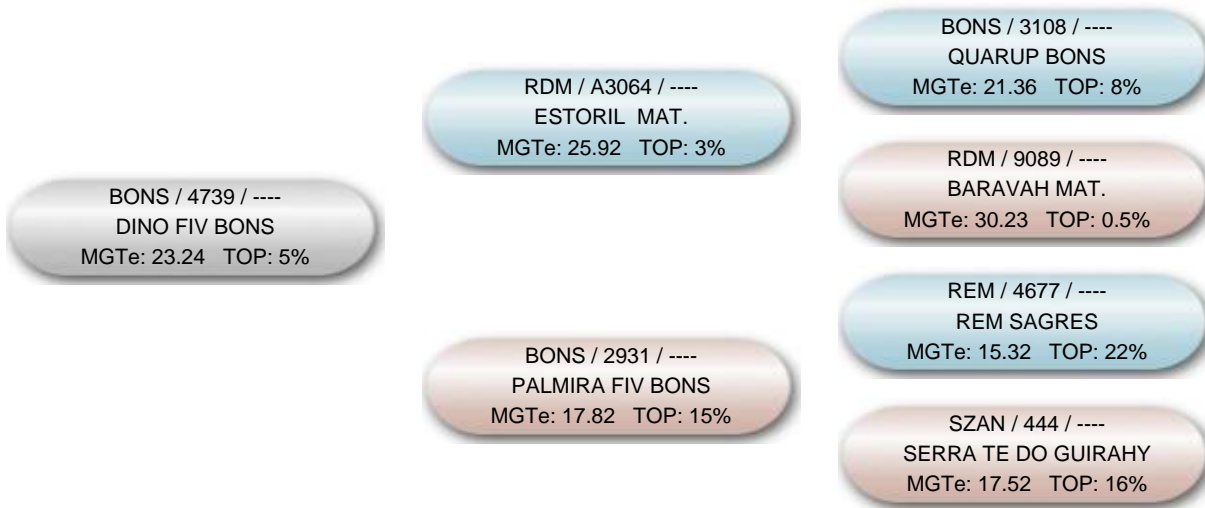 BONS / 4739 / ----
DINO FIV BONS
MGTe: 23.24 TOP: 5%
RDM / A3064 / ----
ESTORIL MAT.
MGTe: 25.92 TOP: 3%
BONS / 2931 / ----
PALMIRA FIV BONS
MGTe: 17.82 TOP: 15%
BONS / 3108 / ----
QUARUP BONS
MGTe: 21.36 TOP: 8%
RDM / 9089 / ----
BARAVAH MAT.
MGTe: 30.23 TOP: 0.5%
REM / 4677 / ----
REM SAGRES
MGTe: 15.32 TOP: 22%
SZAN / 444 / ----
SERRA TE DO GUIRAHY
MGTe: 17.52 TOP: 16%